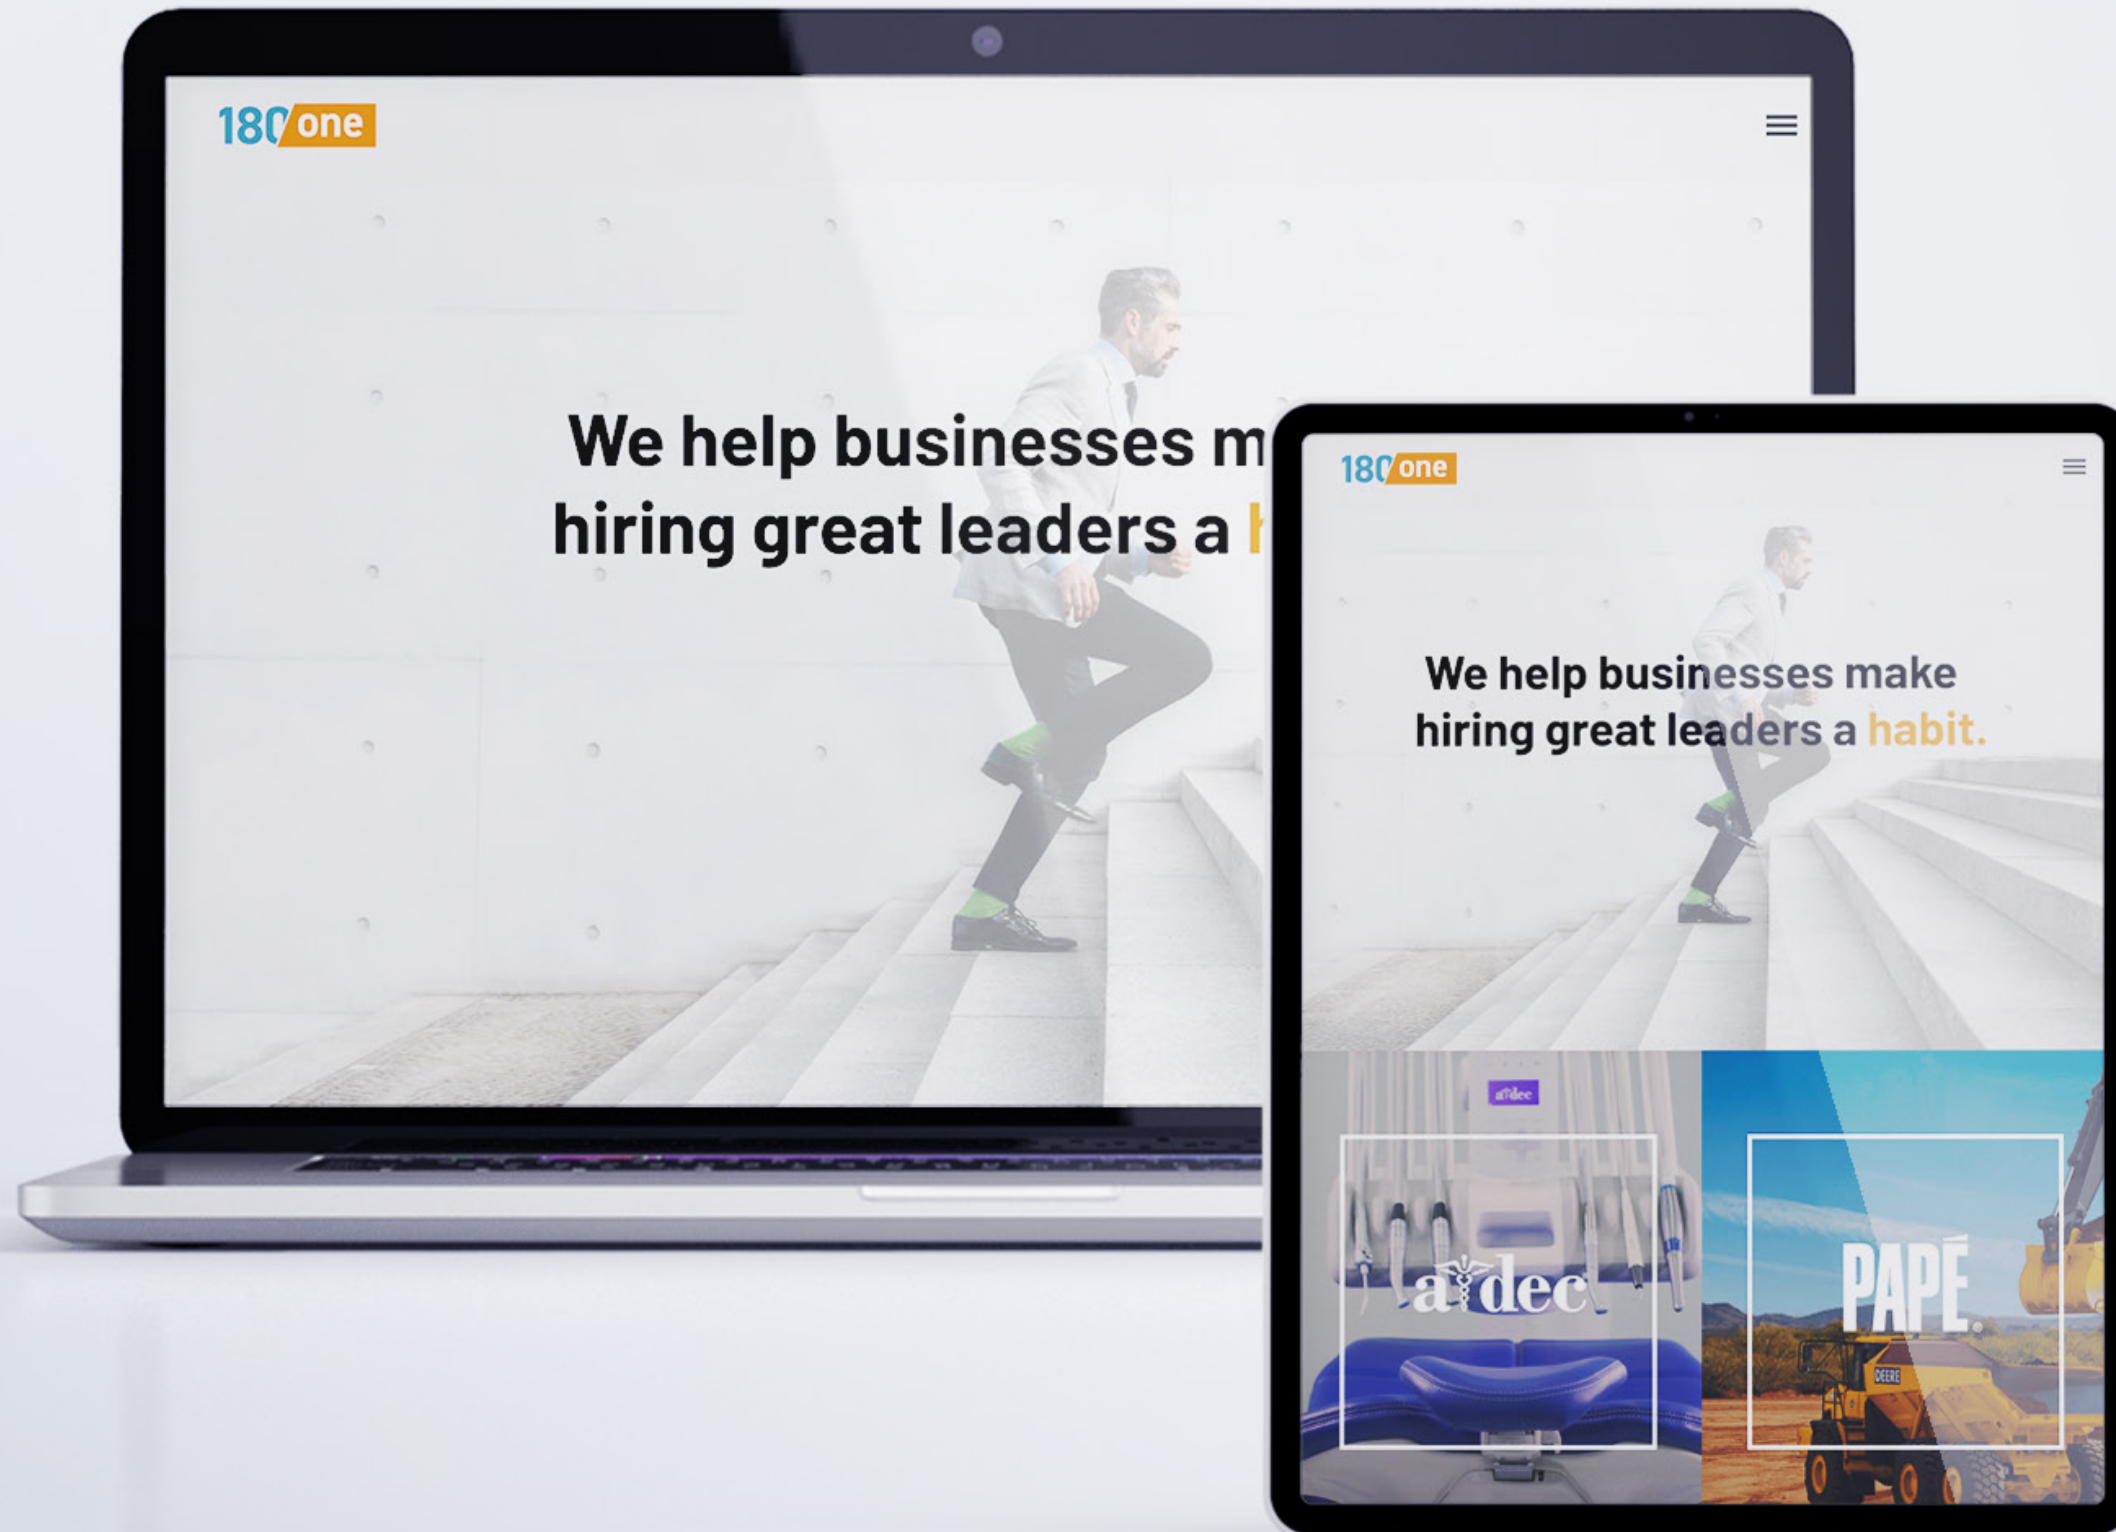 180 one
We help businesses m
hiring great leaders a h
180 one
We help businesses make
hiring great leaders a habit.
a dec
a dec
PAPÉ®
DEERE